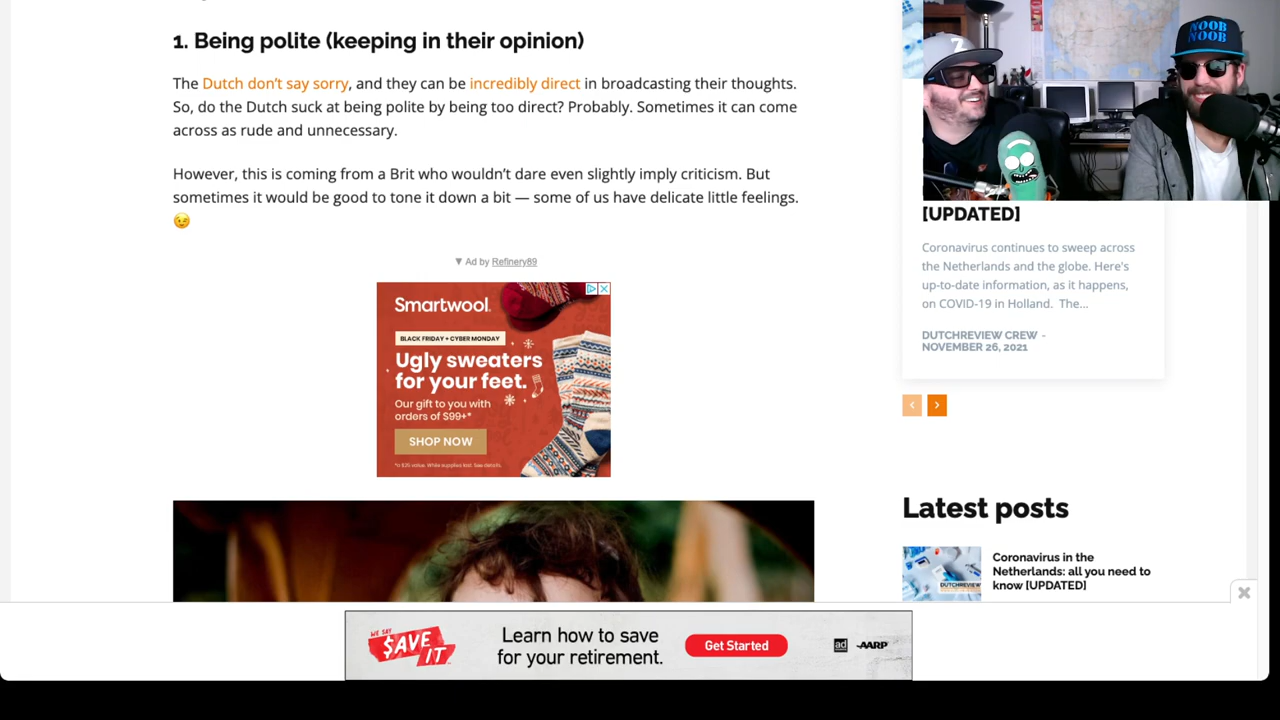 1. Being polite (keeping in their opinion)
The Dutch don't say sorry, and they can be incredibly direct in broadcasting their thoughts.
So, do the Dutch suck at being polite by being too direct? Probably. Sometimes it can come
across as rude and unnecessary.
However, this is coming from a Brit who wouldn't dare even slightly imply criticism. But
sometimes it would be good to tone it down a bit — some of us have delicate little feelings.
😉
▼ Ad by Refinery89
Smartwool.
BLACK FRIDAY + CYBER MONDAY
Ugly sweaters
for your feet.
Our gift to you with
orders of $99+*
SHOP NOW
NOOB
NOOB
[UPDATED]
Coronavirus continues to sweep across
the Netherlands and the globe. Here's
up-to-date information, as it happens,
on COVID-19 in Holland. The...
DUTCHREVIEW CREW -
NOVEMBER 26, 2021
Latest posts
DUTCHREVIEW
Coronavirus in the
Netherlands: all you need to
know [UPDATED]
WE SAY
$AVE
IT
Learn how to save
for your retirement.
Get Started
ad
AARP